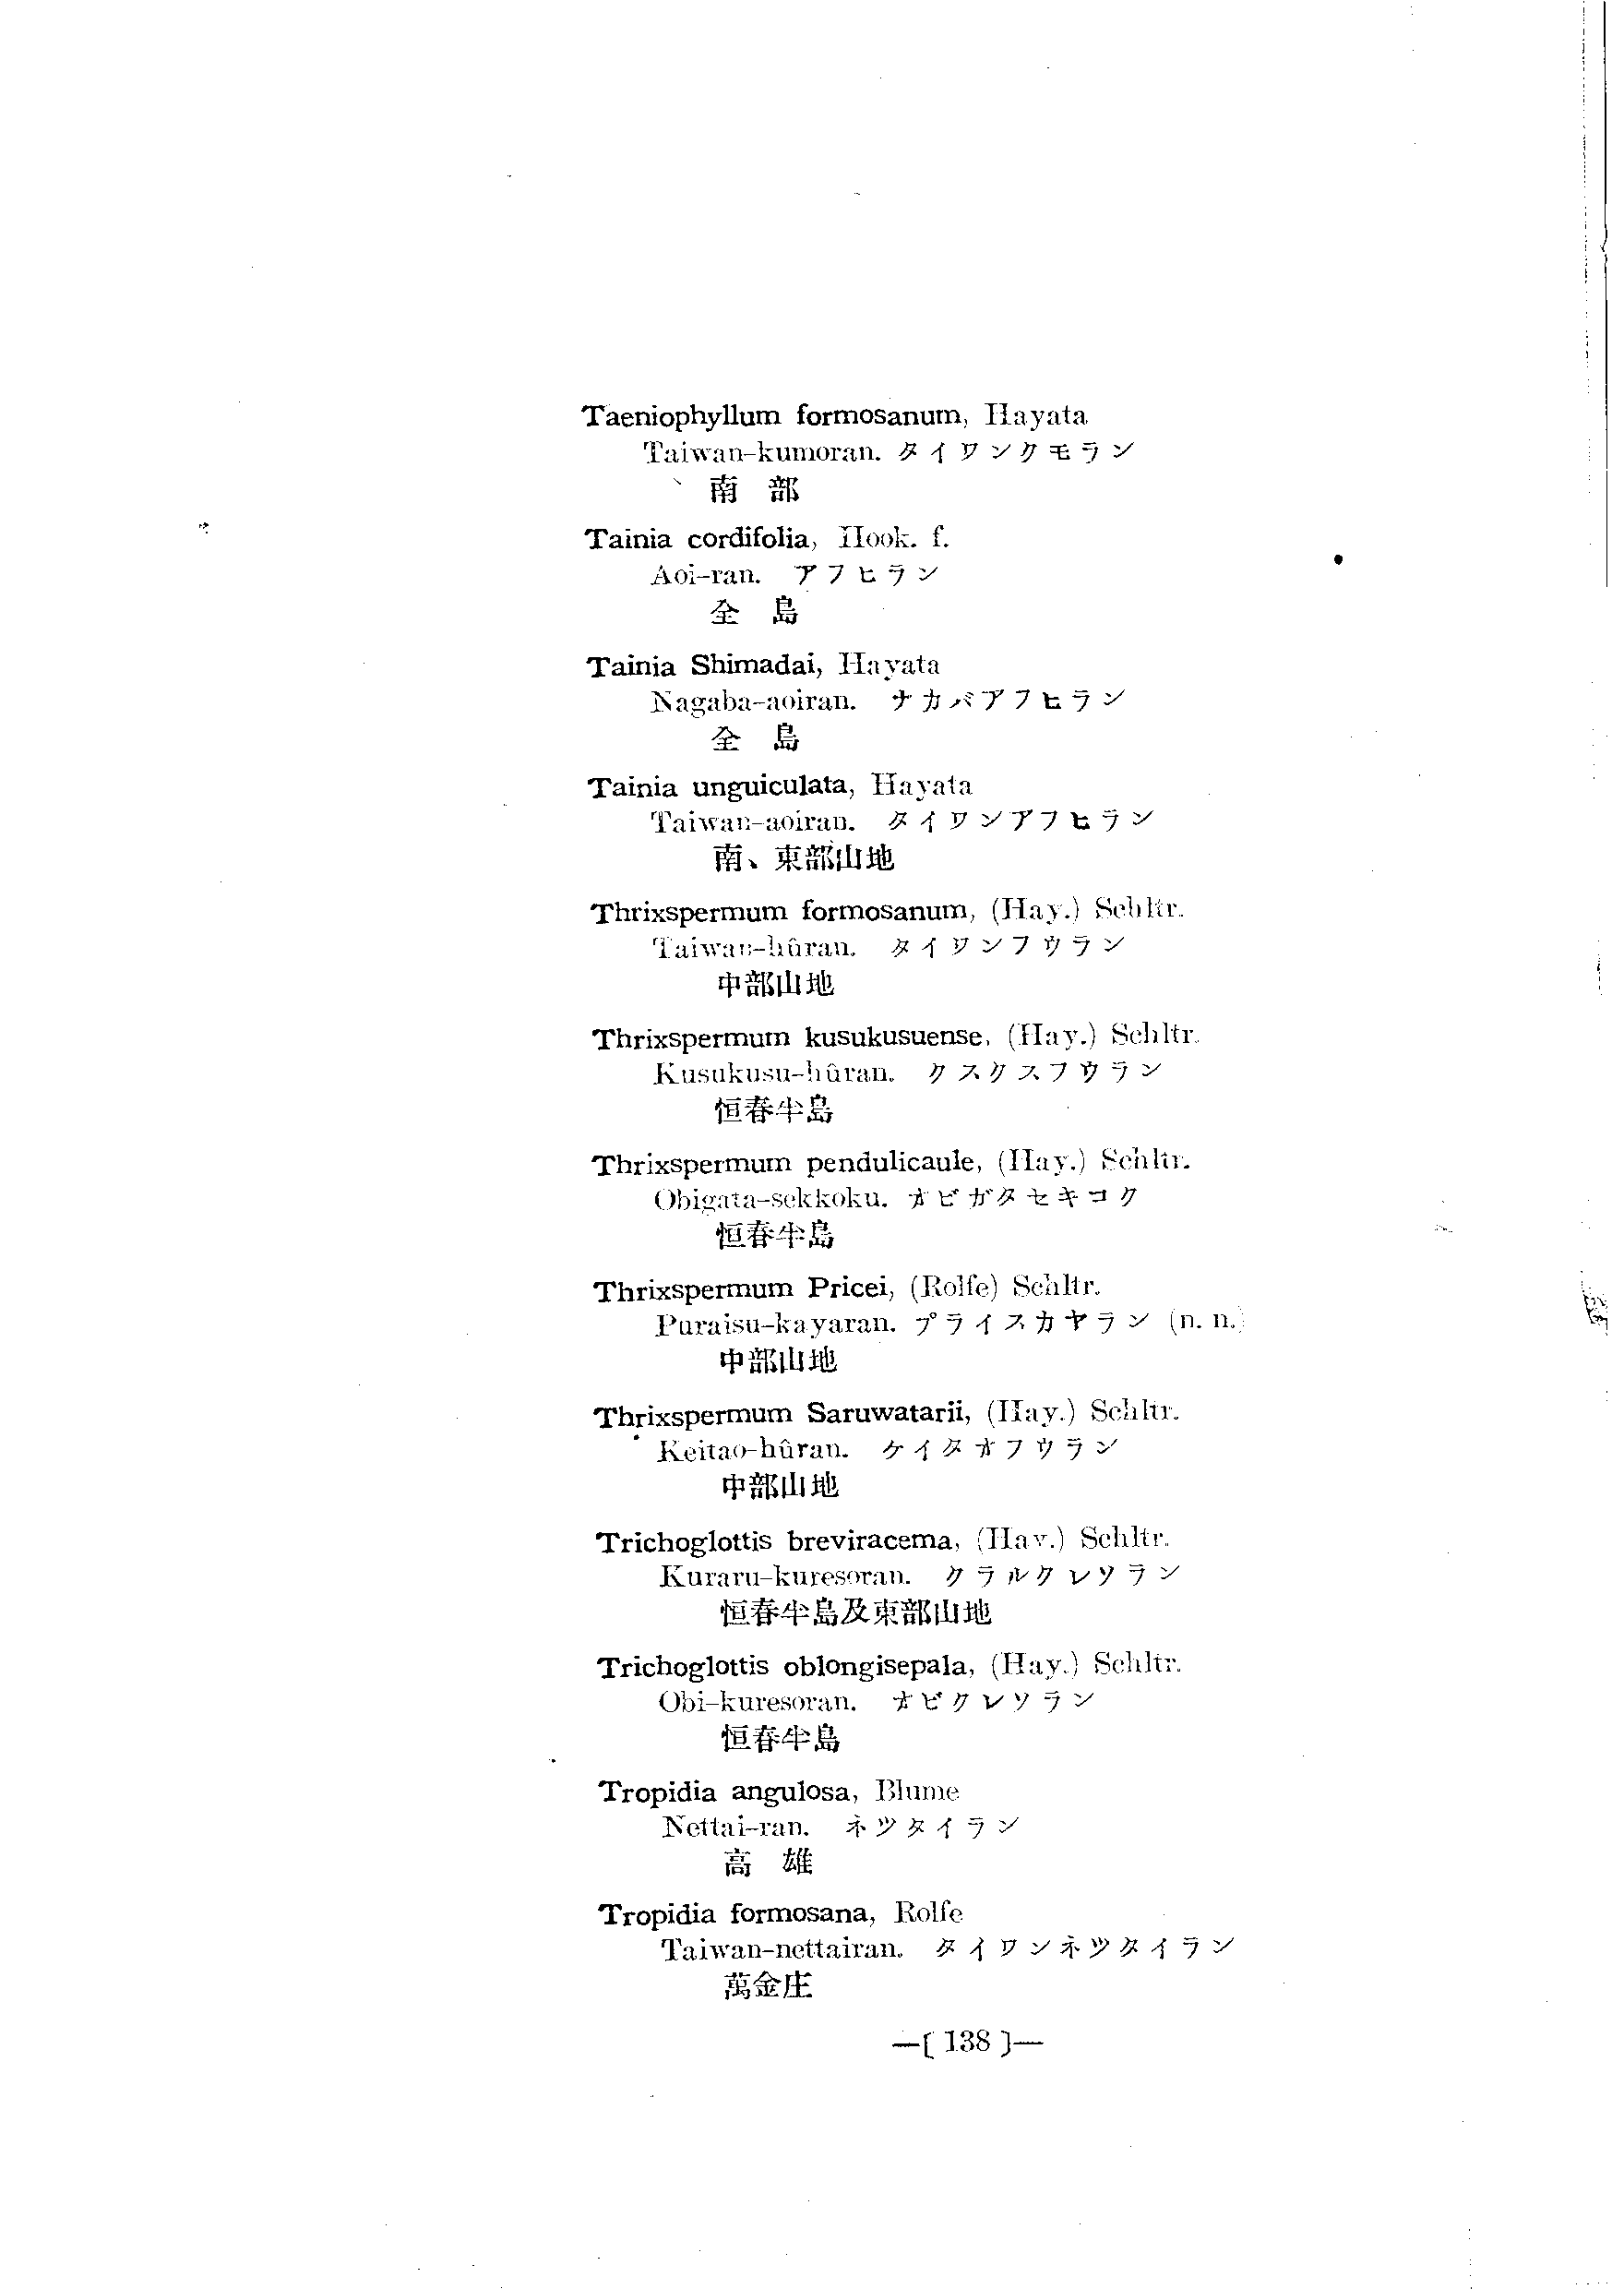 Taeniophyllum formosanum, Hayata
Taiwan-kumoran. タイワンクモラン
南 部
Tainia cordifolia, Hook. f.
Aoi-ran. アフヒラン
全 島
Tainia Shimadai, Hayata
Nagaba-aoiran. ナカバアフヒラン
全 島
Tainia unguiculata, Hayata
Taiwan-aoiran. タイワンアフヒラン
南、東部山地
Thrixspermum formosanum, (Hay.) Schltr.
Taiwan-hûran. タイワンフウラン
中部山地
Thrixspermum kusukusuense, (Hay.) Schltr.
Kusukusu-hûran. クスクスフウラン
恒春半島
Thrixspermum pendulicaule, (Hay.) Schltr.
Obigata-sekkoku. オビガタセキコク
恒春半島
Thrixspermum Pricei, (Rolfe) Schltr.
Puraisu-kayaran. プライスカヤラン (n. n.)
中部山地
Thrixspermum Saruwatarii, (Hay.) Schltr.
Keitao-hûran. ケイタオフウラン
中部山地
Trichoglottis breviracema, (Hay.) Schltr.
Kuraru-kuresoran. クラルクレソラン
恒春半島及東部山地
Trichoglottis oblongisepala, (Hay.) Schltr.
Obi-kuresoran. オビクレソラン
恒春半島
Tropidia angulosa, Blume
Nettai-ran. ネツタイラン
高 雄
Tropidia formosana, Rolfe
Taiwan-nettairan. タイワンネツタイラン
萬金庄
—[ 138 ]—